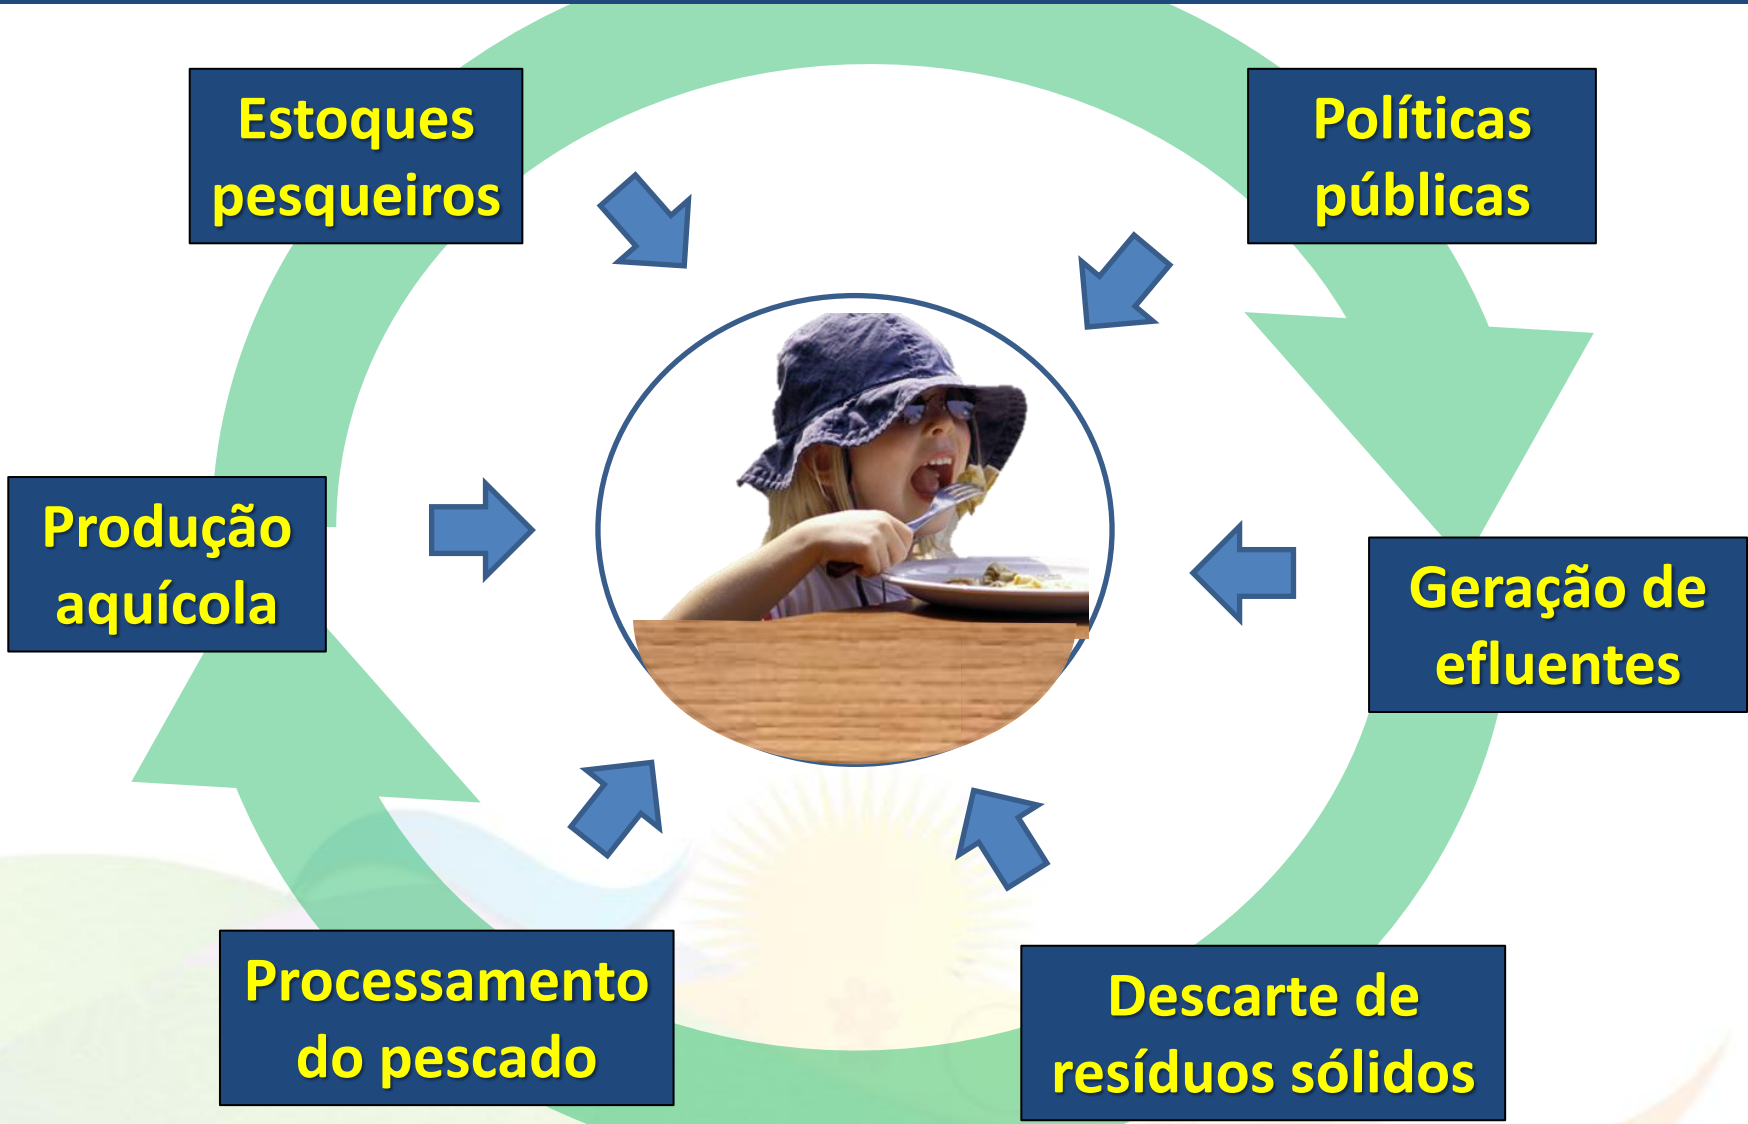 Estoques
pesqueiros
Políticas
públicas
Produção
aquícola
Geração de
efluentes
Processamento
do pescado
Descarte de
resíduos sólidos